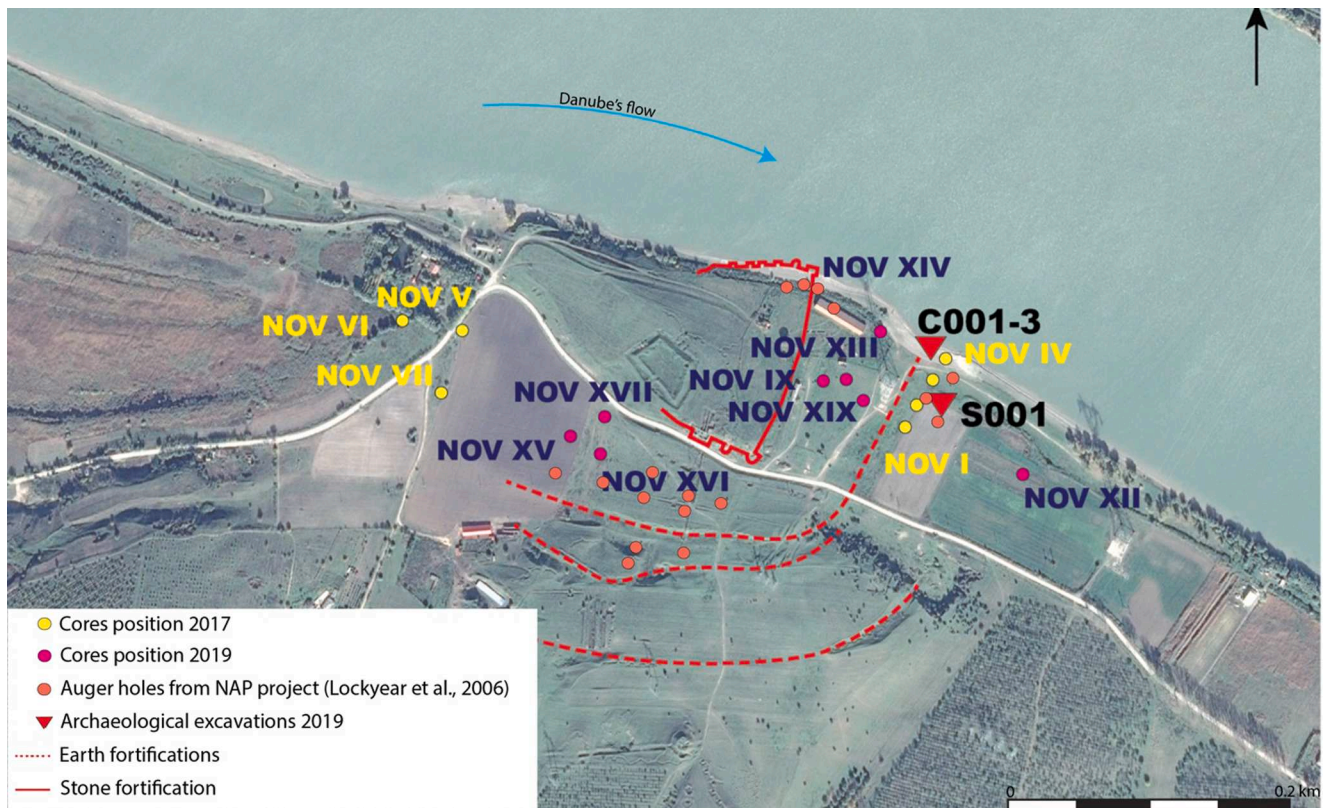 Danube's flow
NOV XIV
C001-3
NOV V
NOV VI
NOV XIII
NOV IV
NOV VII
NOV IX
NOV XVII
NOV XIX
S001
NOV XV
NOV I
NOV XVI
NOV XII
Cores position 2017
Cores position 2019
Auger holes from NAP project (Lockyear et al., 2006)
Archaeological excavations 2019
Earth fortifications
Stone fortification
0 0.2 km